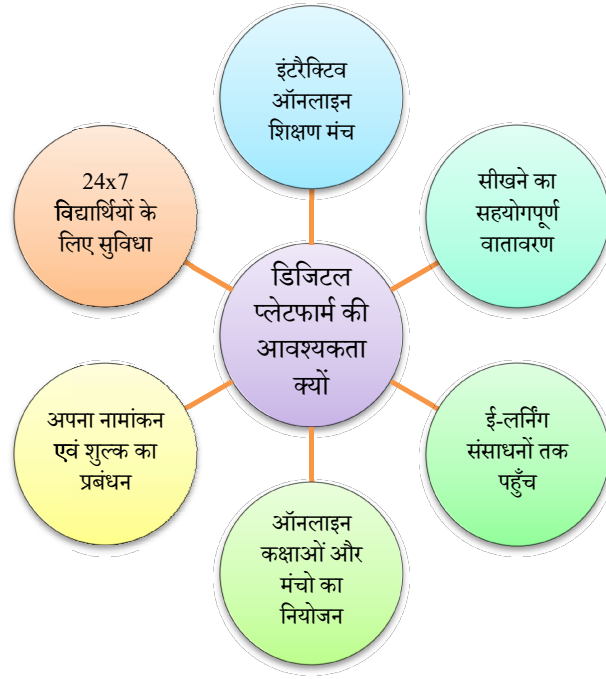 इंटरैक्टिव
ऑनलाइन
शिक्षण मंच
सीखने का
सहयोगपूर्ण
वातावरण
ई-लर्निंग
संसाधनों तक
पहुँच
ऑनलाइन
कक्षाओं और
मंचो का
नियोजन
अपना नामांकन
एवं शुल्क का
प्रबंधन
24x7
विद्यार्थियों के
लिए सुविधा
डिजिटल
प्लेटफार्म की
आवश्यकता
क्यों